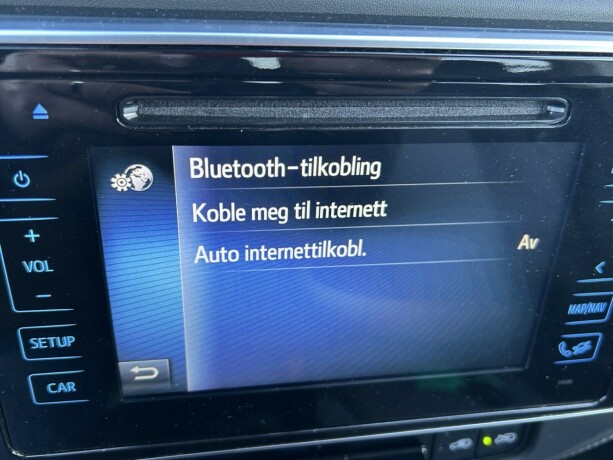 Bluetooth-tilkobling
Koble meg til internett
Auto internettilkobl. Av
+
VOL
-
SETUP
CAR
MAP/NAV